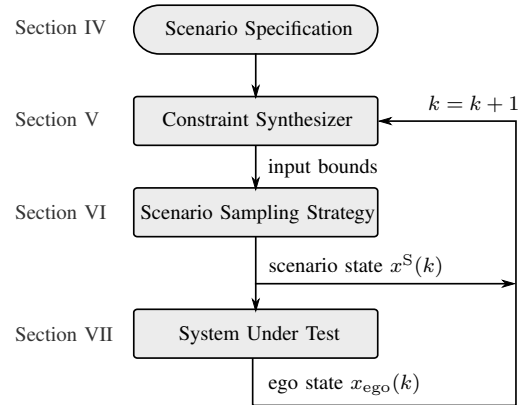 Section IV
Scenario Specification
k = k + 1
Section V
Constraint Synthesizer
input bounds
Section VI
Scenario Sampling Strategy
scenario state x^S(k)
Section VII
System Under Test
ego state x_ego(k)